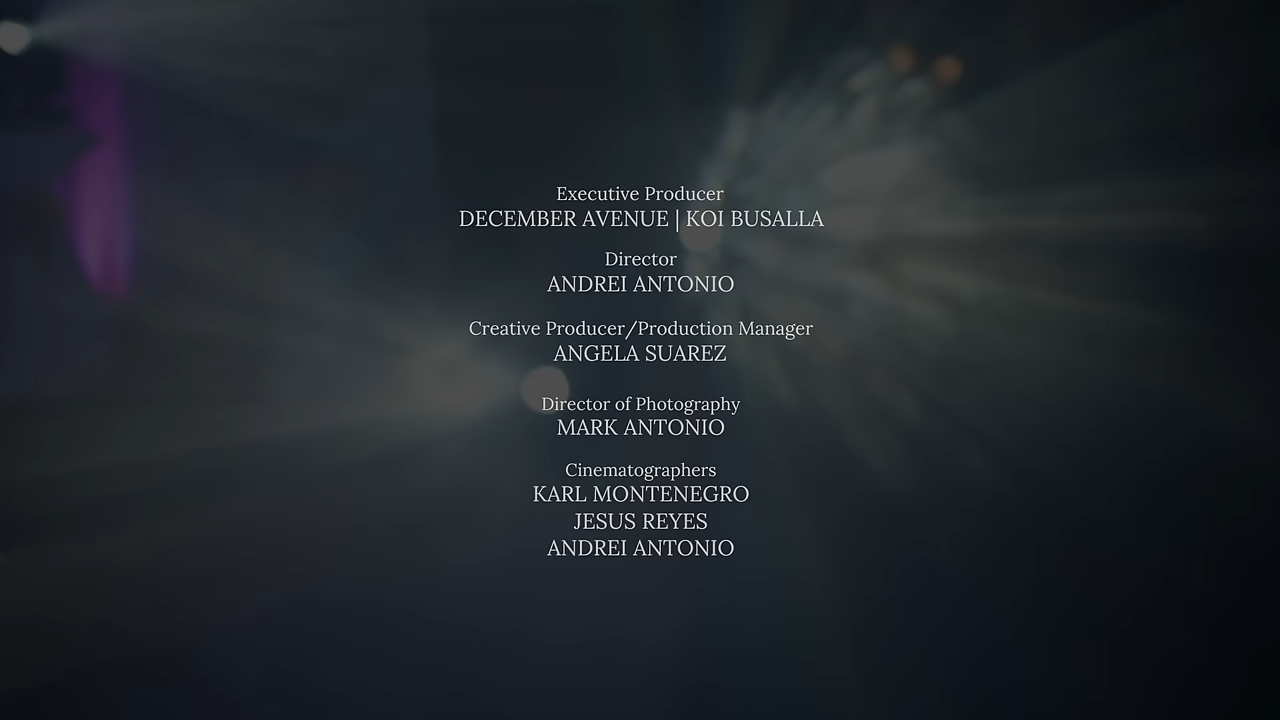 Executive Producer
DECEMBER AVENUE | KOI BUSALLA
Director
ANDREI ANTONIO
Creative Producer/Production Manager
ANGELA SUAREZ
Director of Photography
MARK ANTONIO
Cinematographers
KARL MONTENEGRO
JESUS REYES
ANDREI ANTONIO